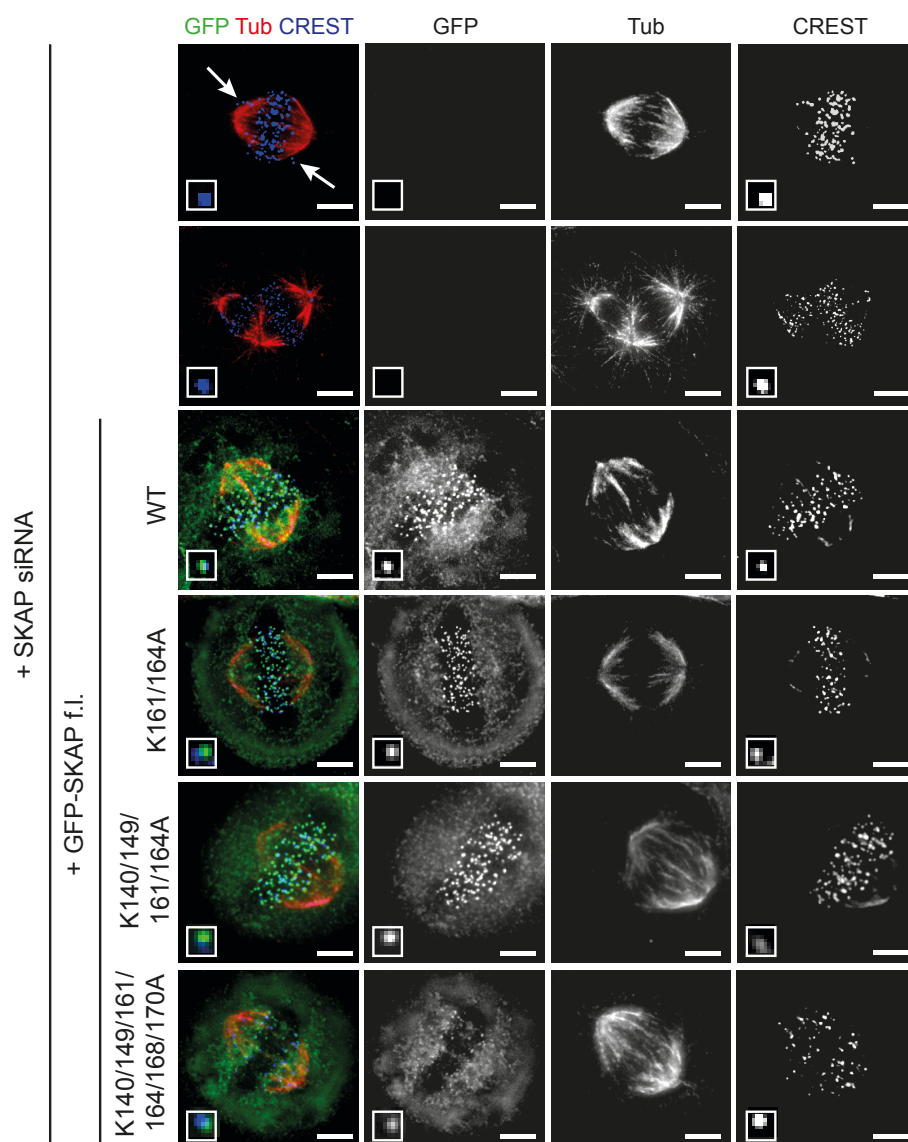 GFP Tub CREST
GFP
Tub
CREST
+ SKAP siRNA
+ GFP-SKAP f.l.
WT
K161/164A
K140/149/
161/164A
K140/149/161/
164/168/170A